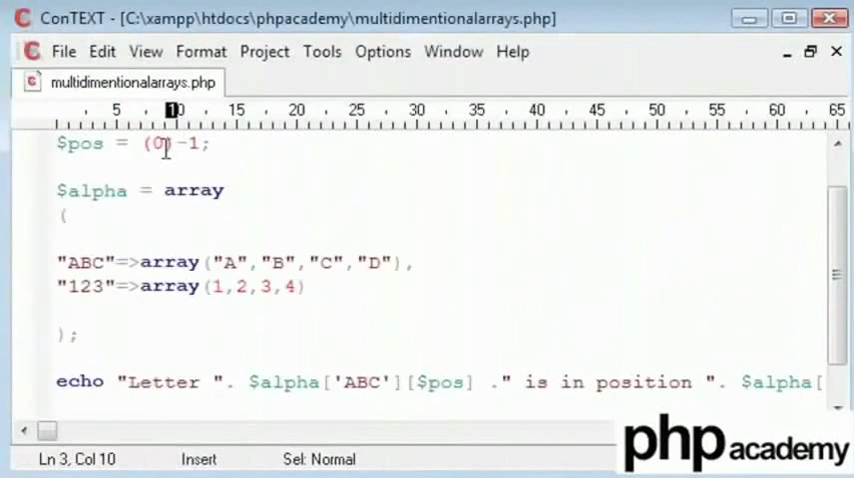 ConTEXT - [C:\xampp\htdocs\phpacademy\multidimentionalarrays.php]
File Edit View Format Project Tools Options Window Help
multidimentionalarrays.php
5 10 15 20 25 30 35 40 45 50 55 60 65
$pos = (0)-1;
$alpha = array
(
"ABC"=>array("A","B","C","D"),
"123"=>array(1,2,3,4)
);
echo "Letter ". $alpha['ABC'][$pos] ." is in position ". $alpha[
Ln 3, Col 10 Insert Sel: Normal
php academy